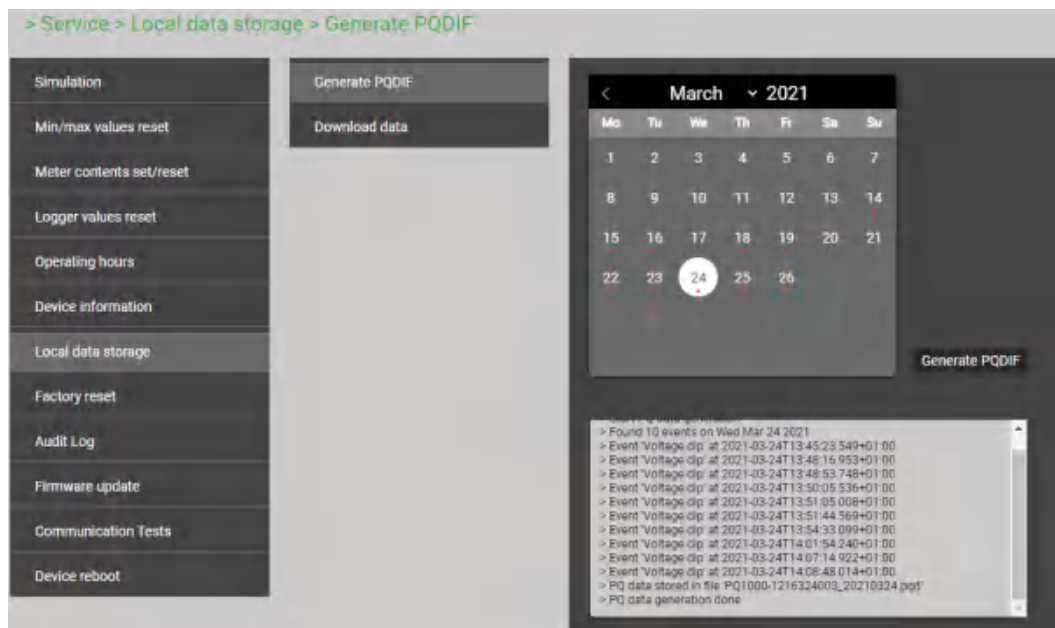 > Service > Local data storage > Generate PQDIF
Simulation
Min/max values reset
Meter contents set/reset
Logger values reset
Operating hours
Device information
Local data storage
Factory reset
Audit Log
Firmware update
Communication Tests
Device reboot
Generate PQDIF
Download data
< March 2021
Mo Tu We Th Fr Sa Su
1 2 3 4 5 6 7
8 9 10 11 12 13 14
15 16 17 18 19 20 21
22 23 24 25 26
Generate PQDIF
> Found 10 events on Wed Mar 24 2021
> Event 'Voltage dip' at 2021-03-24T13:45:23.549+01:00
> Event 'Voltage dip' at 2021-03-24T13:48:16.953+01:00
> Event 'Voltage dip' at 2021-03-24T13:48:53.748+01:00
> Event 'Voltage dip' at 2021-03-24T13:50:05.536+01:00
> Event 'Voltage dip' at 2021-03-24T13:51:05.008+01:00
> Event 'Voltage dip' at 2021-03-24T13:51:44.569+01:00
> Event 'Voltage dip' at 2021-03-24T13:54:33.099+01:00
> Event 'Voltage dip' at 2021-03-24T14:01:54.240+01:00
> Event 'Voltage dip' at 2021-03-24T14:07:14.922+01:00
> Event 'Voltage dip' at 2021-03-24T14:08:48.014+01:00
> PQ data stored in file 'PQ1000-1216324003_20210324.pqd'
> PQ data generation done